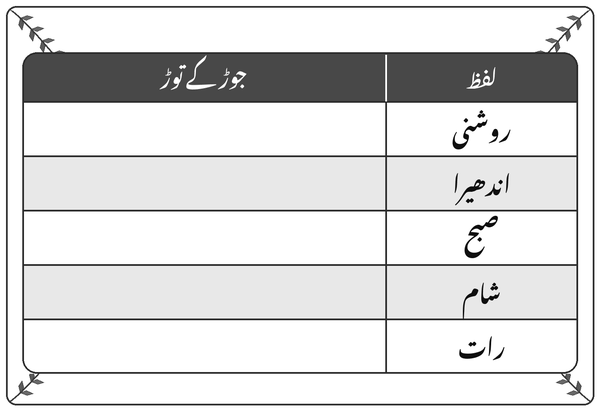 لفظ جوڑ کے توڑ
روشنی
اندھیرا
صبح
شام
رات